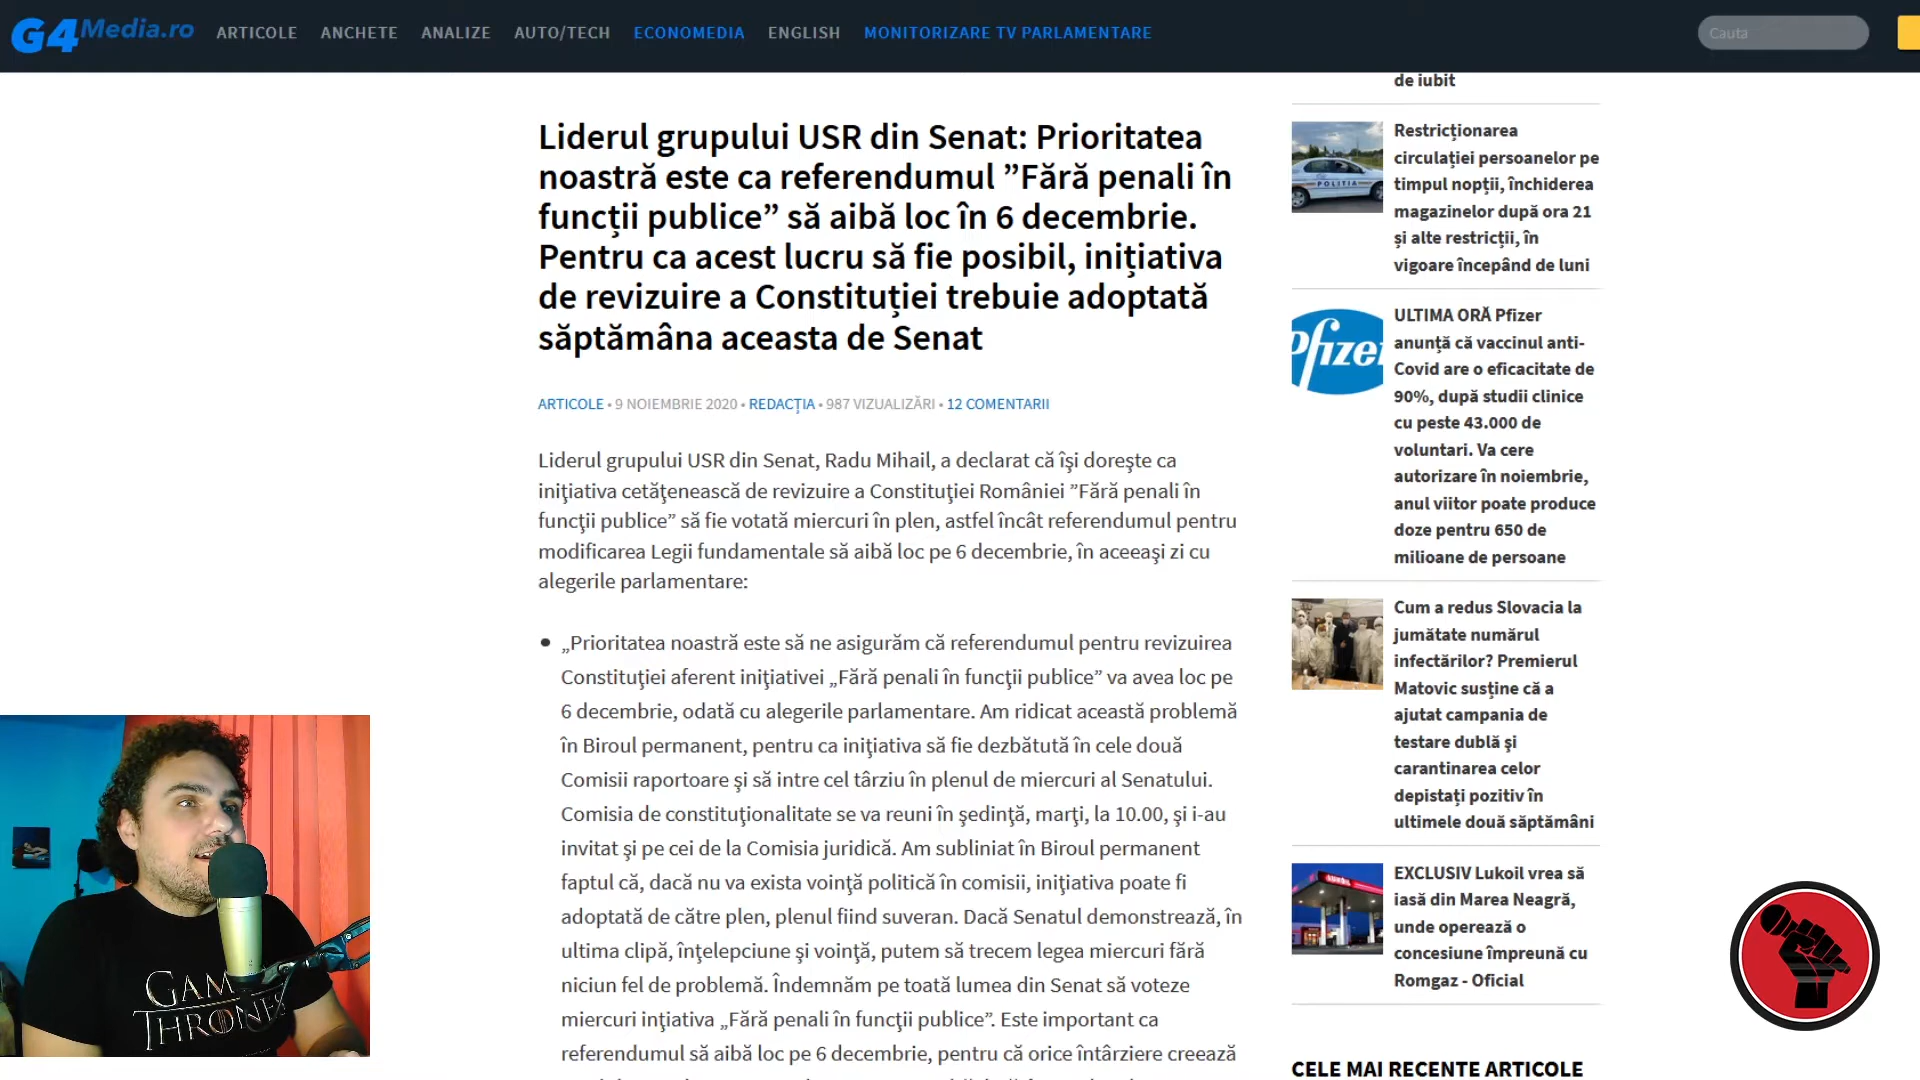 G4Media.ro
ARTICOLE ANCHETE ANALIZE AUTO/TECH ECONOMEDIA ENGLISH MONITORIZARE TV PARLAMENTARE
Cauta
Liderul grupului USR din Senat: Prioritatea
noastră este ca referendumul ”Fără penali în
funcții publice” să aibă loc în 6 decembrie.
Pentru ca acest lucru să fie posibil, inițiativa
de revizuire a Constituției trebuie adoptată
săptămâna aceasta de Senat
ARTICOLE • 9 NOIEMBRIE 2020 • REDACȚIA • 987 VIZUALIZĂRI • 12 COMENTARII
Liderul grupului USR din Senat, Radu Mihail, a declarat că îşi doreşte ca
iniţiativa cetăţenească de revizuire a Constituţiei României ”Fără penali în
funcţii publice” să fie votată miercuri în plen, astfel încât referendumul pentru
modificarea Legii fundamentale să aibă loc pe 6 decembrie, în aceeaşi zi cu
alegerile parlamentare:
• „Prioritatea noastră este să ne asigurăm că referendumul pentru revizuirea
Constituţiei aferent iniţiativei „Fără penali în funcţii publice” va avea loc pe
6 decembrie, odată cu alegerile parlamentare. Am ridicat această problemă
în Biroul permanent, pentru ca iniţiativa să fie dezbătută în cele două
Comisii raportoare şi să intre cel târziu în plenul de miercuri al Senatului.
Comisia de constituţionalitate se va reuni în şedinţă, marţi, la 10.00, şi i-au
invitat şi pe cei de la Comisia juridică. Am subliniat în Biroul permanent
faptul că, dacă nu va exista voinţă politică în comisii, iniţiativa poate fi
adoptată de către plen, plenul fiind suveran. Dacă Senatul demonstrează, în
ultima clipă, înţelepciune şi voinţă, putem să trecem legea miercuri fără
niciun fel de problemă. Îndemnăm pe toată lumea din Senat să voteze
miercuri inţiativa „Fără penali în funcţii publice”. Este important ca
referendumul să aibă loc pe 6 decembrie, pentru că orice întârziere creează
de iubit
Restricționarea
circulației persoanelor pe
timpul nopții, închiderea
magazinelor după ora 21
și alte restricții, în
vigoare începând de luni
POLITIA
ULTIMA ORĂ Pfizer
anunță că vaccinul anti-
Covid are o eficacitate de
90%, după studii clinice
cu peste 43.000 de
voluntari. Va cere
autorizare în noiembrie,
anul viitor poate produce
doze pentru 650 de
milioane de persoane
Pfizer
Cum a redus Slovacia la
jumătate numărul
infectărilor? Premierul
Matovic susține că a
ajutat campania de
testare dublă și
carantinarea celor
depistați pozitiv în
ultimele două săptămâni
EXCLUSIV Lukoil vrea să
iasă din Marea Neagră,
unde operează o
concesiune împreună cu
Romgaz - Oficial
CELE MAI RECENTE ARTICOLE
GAM
THRONES